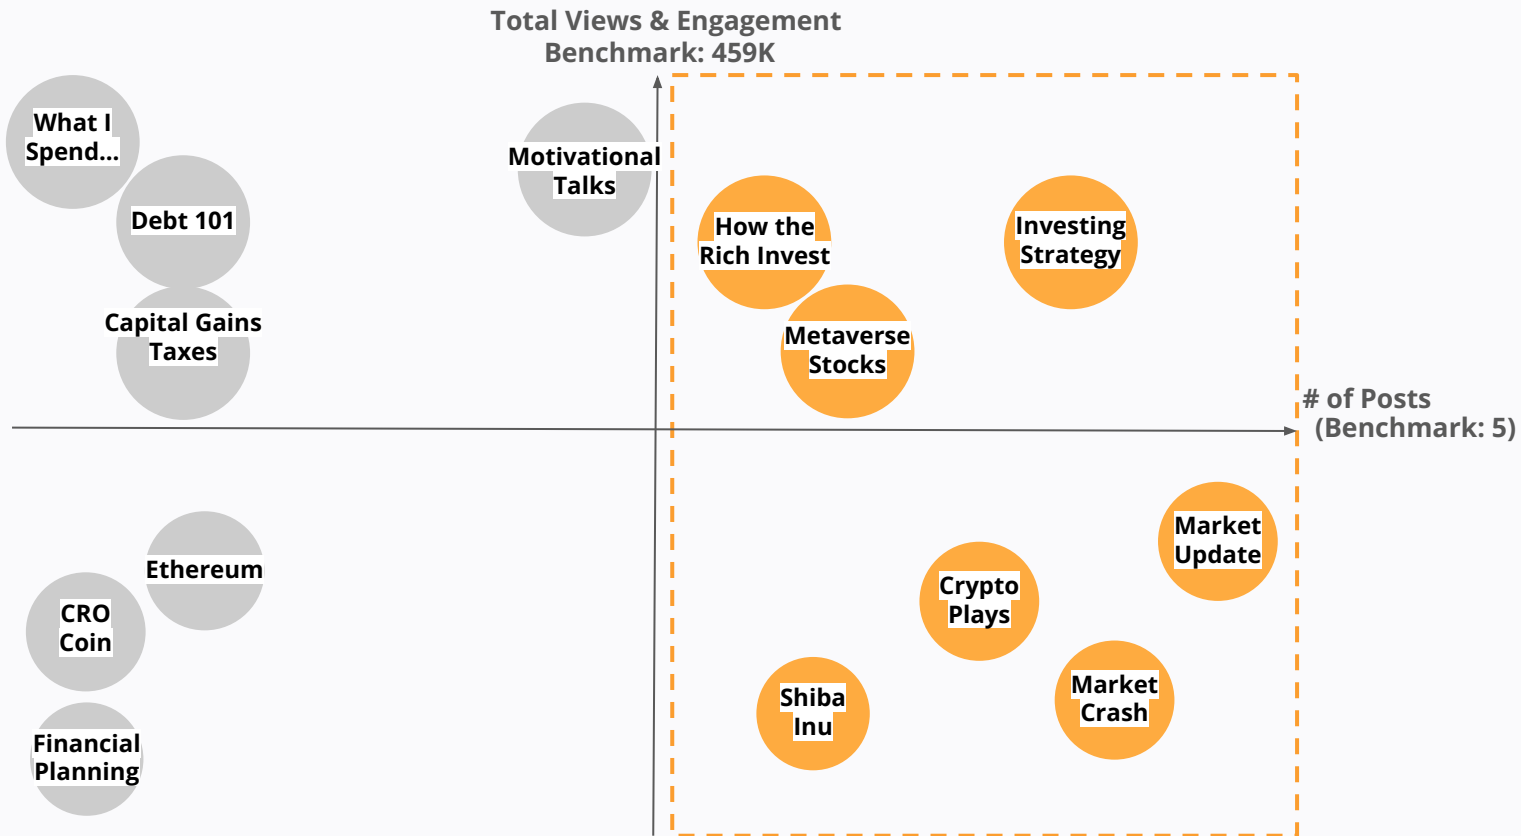 Total Views & Engagement
Benchmark: 459K
What I
Spend...
Motivational
Talks
Debt 101
How the
Rich Invest
Investing
Strategy
Capital Gains
Taxes
Metaverse
Stocks
# of Posts
(Benchmark: 5)
Market
Update
Ethereum
Crypto
Plays
CRO
Coin
Shiba
Inu
Market
Crash
Financial
Planning